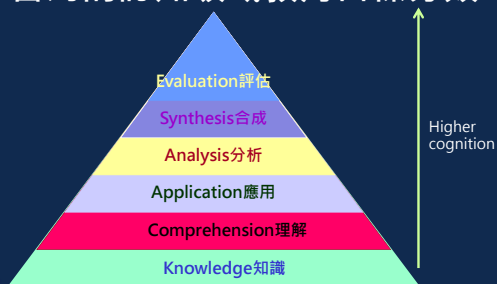 Evaluation評估
Synthesis合成
Analysis分析
Application應用
Comprehension理解
Knowledge知識
Higher
cognition